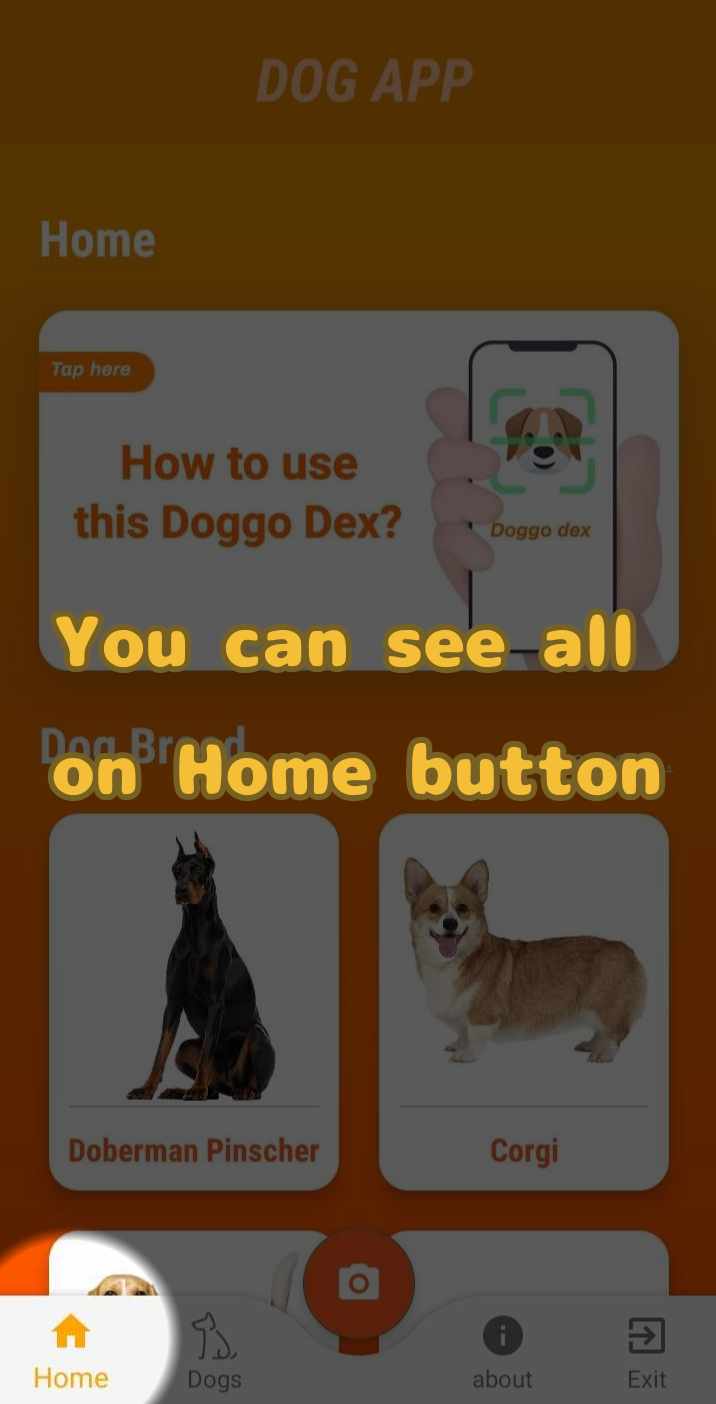 DOG APP
Home
Tap here
How to use
this Doggo Dex?
Doggo dex
You can see all
Dog Breed
on Home button
Doberman Pinscher
Corgi
Home
Dogs
about
Exit